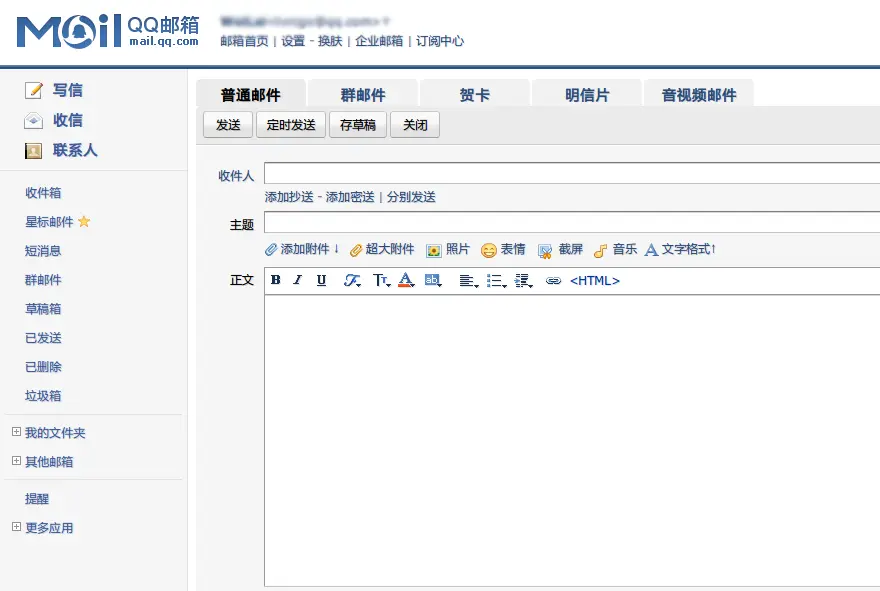 Mail QQ邮箱
mail.qq.com
邮箱首页 | 设置 - 换肤 | 企业邮箱 | 订阅中心
写信
收信
联系人
收件箱
星标邮件
短消息
群邮件
草稿箱
已发送
已删除
垃圾箱
我的文件夹
其他邮箱
提醒
更多应用
普通邮件 群邮件 贺卡 明信片 音视频邮件
发送 定时发送 存草稿 关闭
收件人
添加抄送 - 添加密送 | 分别发送
主题
添加附件↓ 超大附件 照片 表情 截屏 音乐 文字格式↑
正文 B I U F Tт A ab <HTML>